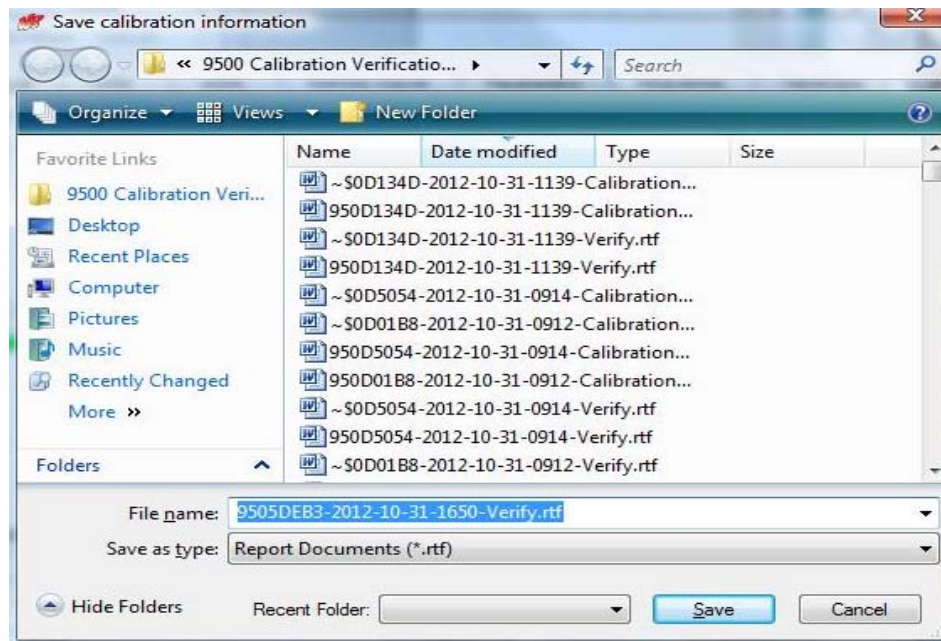 Save calibration information
« 9500 Calibration Verificatio...
Search
Organize
Views
New Folder
Favorite Links
9500 Calibration Veri...
Desktop
Recent Places
Computer
Pictures
Music
Recently Changed
More »
Folders
Name Date modified Type Size
~$0D134D-2012-10-31-1139-Calibration...
950D134D-2012-10-31-1139-Calibration...
~$0D134D-2012-10-31-1139-Verify.rtf
950D134D-2012-10-31-1139-Verify.rtf
~$0D5054-2012-10-31-0914-Calibration...
~$0D01B8-2012-10-31-0912-Calibration...
950D5054-2012-10-31-0914-Calibration...
950D01B8-2012-10-31-0912-Calibration...
~$0D5054-2012-10-31-0914-Verify.rtf
950D5054-2012-10-31-0914-Verify.rtf
~$0D01B8-2012-10-31-0912-Verify.rtf
File name: 9505DEB3-2012-10-31-1650-Verify.rtf
Save as type: Report Documents (*.rtf)
Hide Folders Recent Folder: Save Cancel